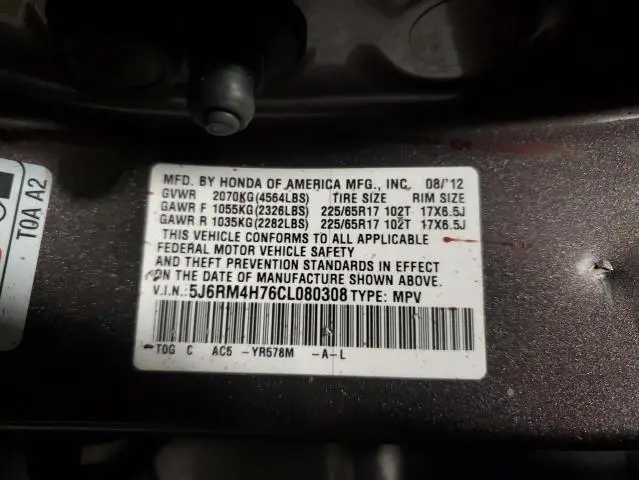 MFD. BY HONDA OF AMERICA MFG., INC. 08/'12
GVWR 2070KG(4564LBS) TIRE SIZE RIM SIZE
GAWR F 1055KG(2326LBS) 225/65R17 102T 17X6.5J
GAWR R 1035KG(2282LBS) 225/65R17 102T 17X6.5J
THIS VEHICLE CONFORMS TO ALL APPLICABLE
FEDERAL MOTOR VEHICLE SAFETY
AND THEFT PREVENTION STANDARDS IN EFFECT
ON THE DATE OF MANUFACTURE SHOWN ABOVE.
V.I.N.:5J6RM4H76CL080308 TYPE: MPV
T0G C AC5 -YR578M -A-L
TQA A2